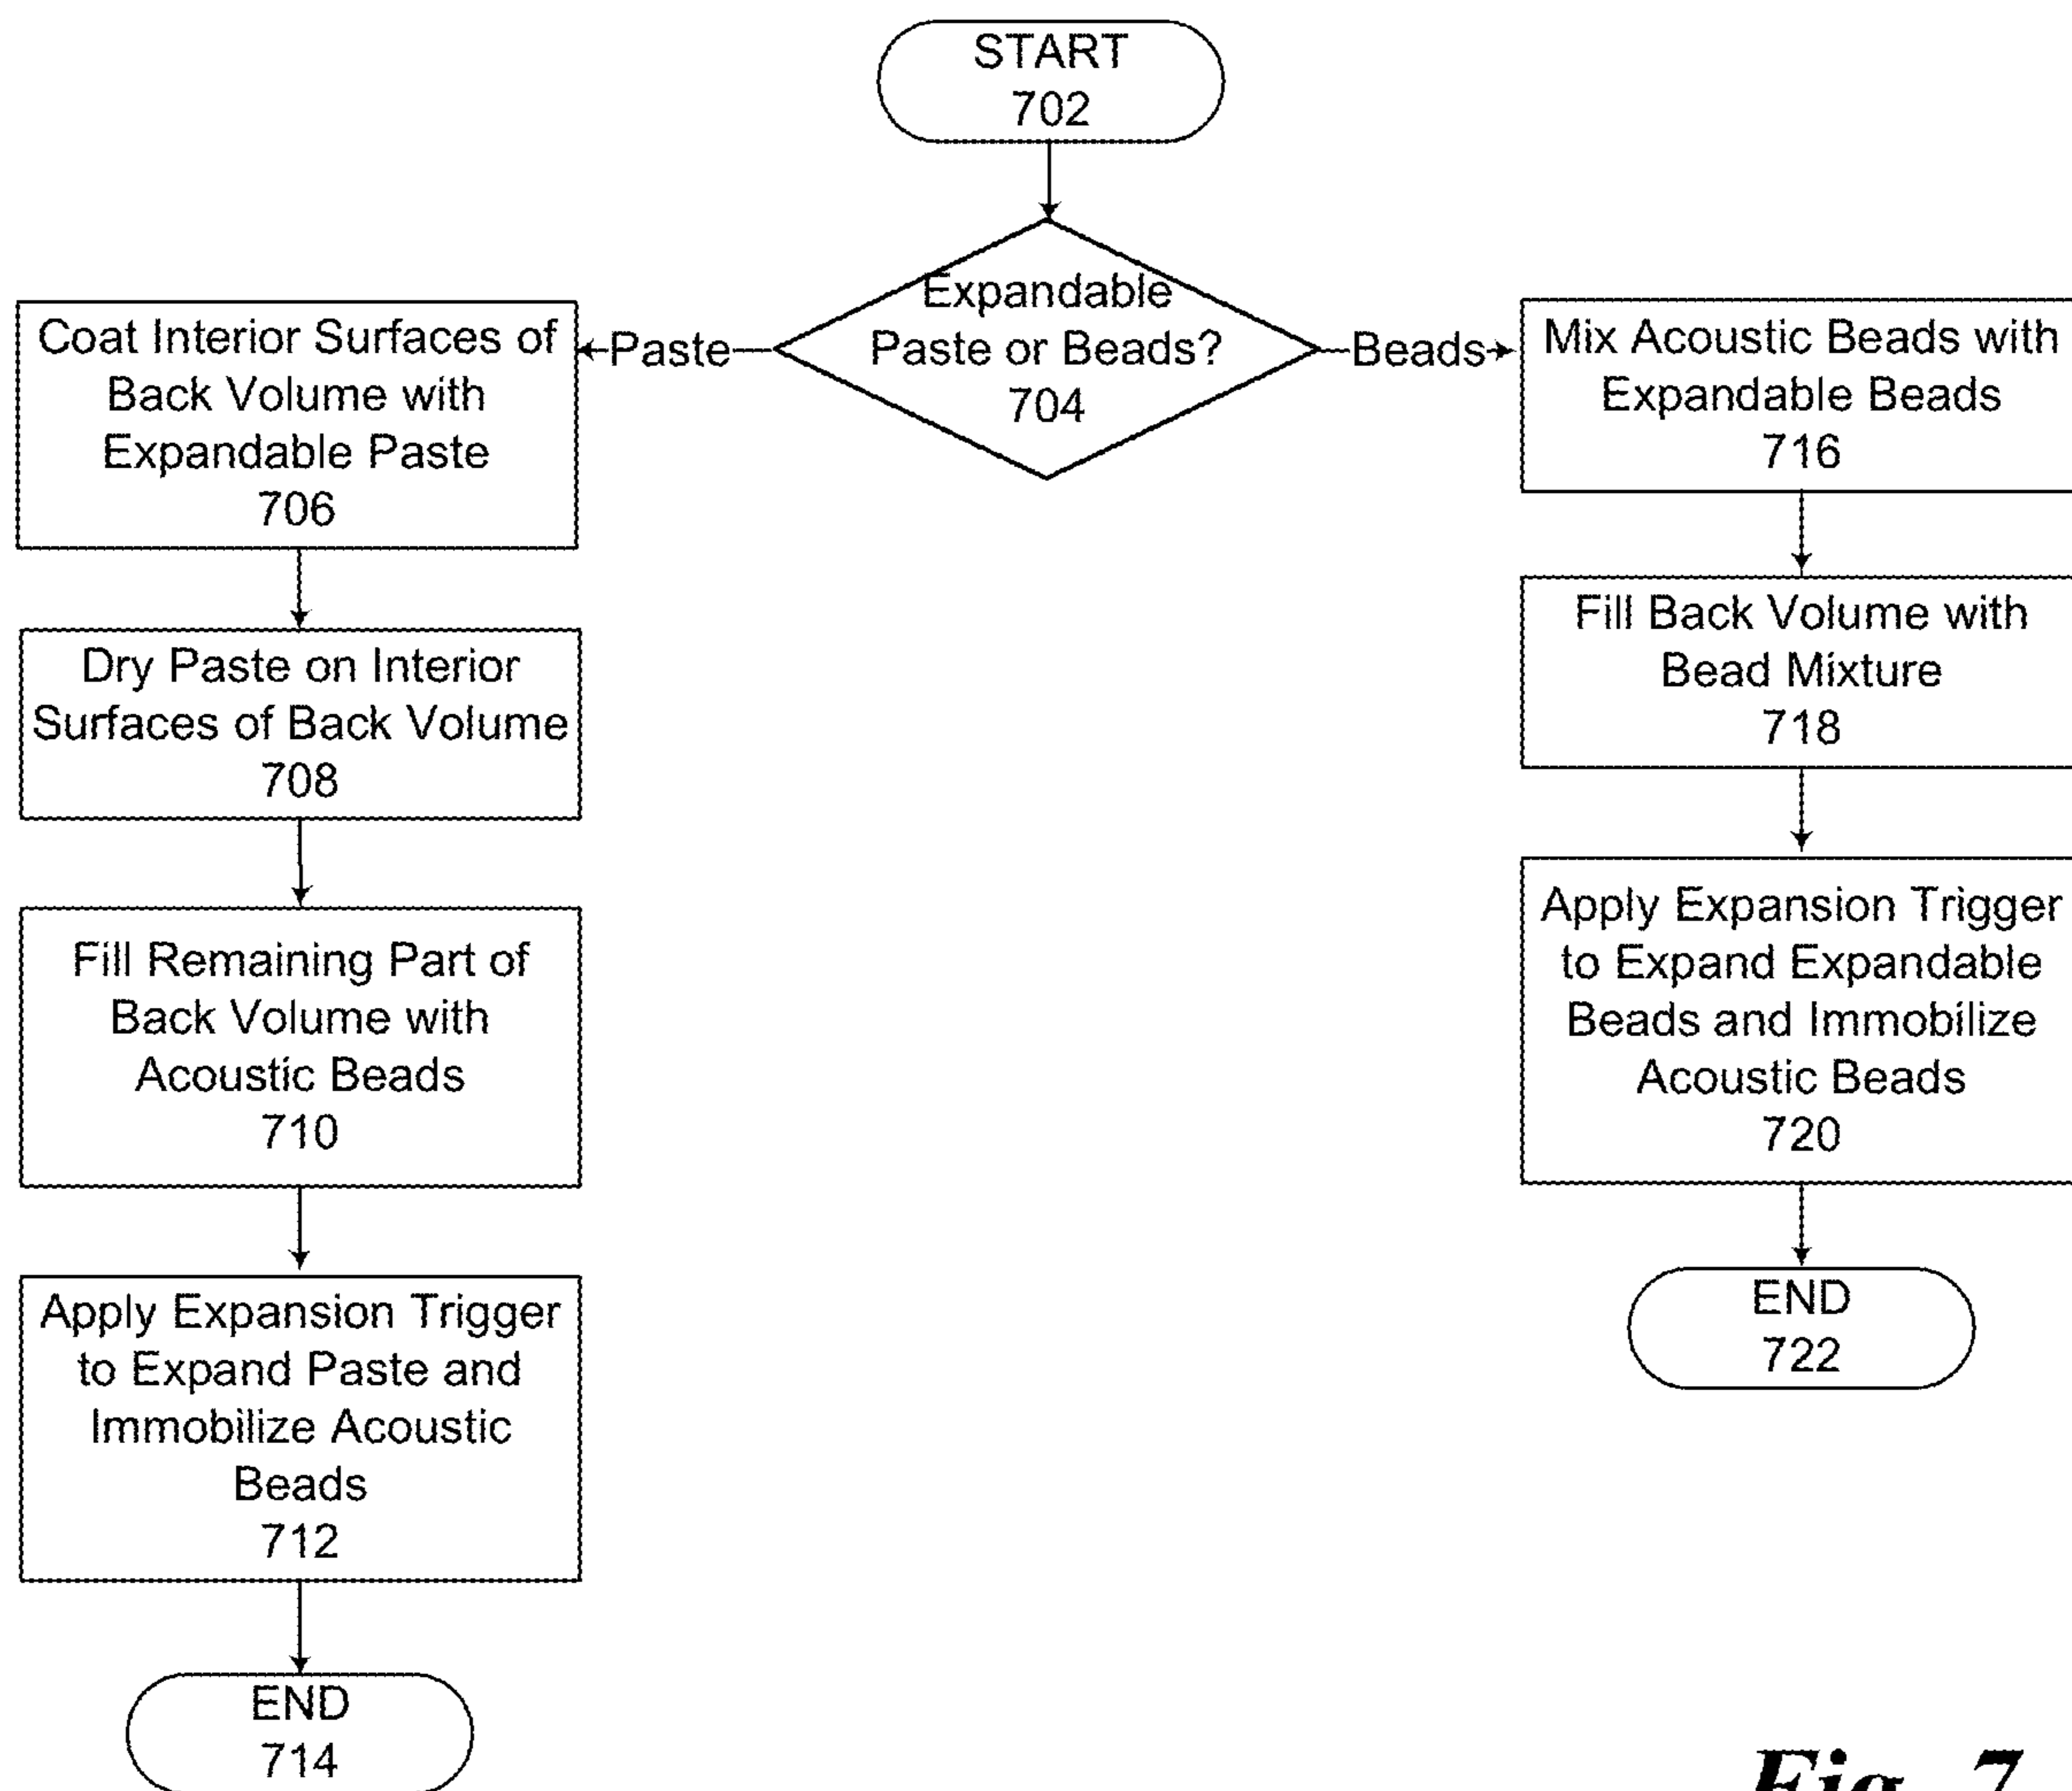 START
702
Expandable
Paste or Beads?
704
Paste
Beads
Coat Interior Surfaces of
Back Volume with
Expandable Paste
706
Dry Paste on Interior
Surfaces of Back Volume
708
Fill Remaining Part of
Back Volume with
Acoustic Beads
710
Apply Expansion Trigger
to Expand Paste and
Immobilize Acoustic
Beads
712
END
714
Mix Acoustic Beads with
Expandable Beads
716
Fill Back Volume with
Bead Mixture
718
Apply Expansion Trigger
to Expand Expandable
Beads and Immobilize
Acoustic Beads
720
END
722
Fig. 7